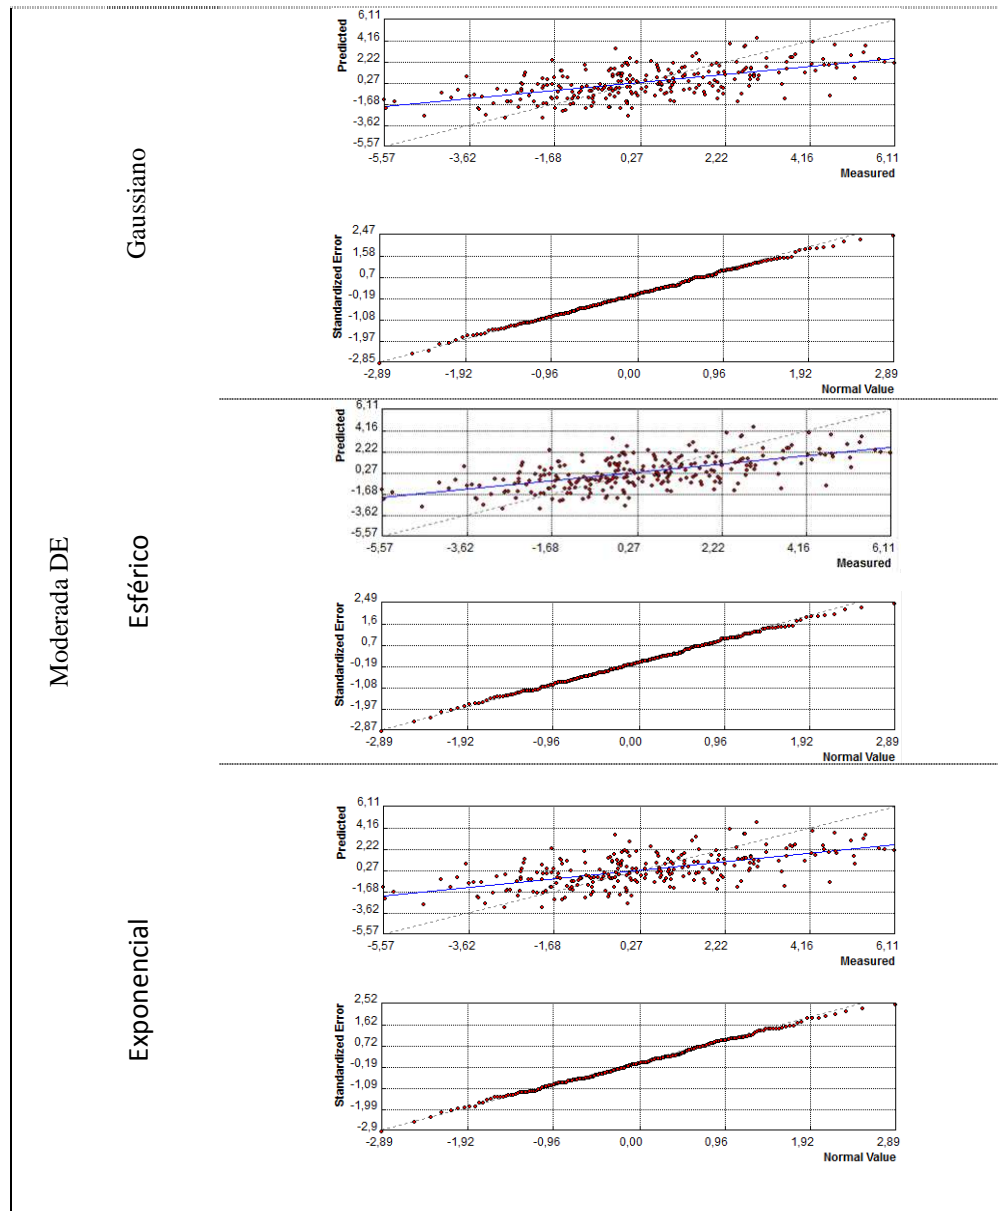 Moderada DE
Gaussiano
Predicted
6,11
4,16
2,22
0,27
-1,68
-3,62
-5,57
-5,57 -3,62 -1,68 0,27 2,22 4,16 6,11
Measured
Standardized Error
2,47
1,58
0,7
-0,19
-1,08
-1,97
-2,85
-2,89 -1,92 -0,96 0,00 0,96 1,92 2,89
Normal Value
Esférico
Predicted
6,11
4,16
2,22
0,27
-1,68
-3,62
-5,57
-5,57 -3,62 -1,68 0,27 2,22 4,16 6,11
Measured
Standardized Error
2,49
1,6
0,7
-0,19
-1,08
-1,97
-2,87
-2,89 -1,92 -0,96 0,00 0,96 1,92 2,89
Normal Value
Exponencial
Predicted
6,11
4,16
2,22
0,27
-1,68
-3,62
-5,57
-5,57 -3,62 -1,68 0,27 2,22 4,16 6,11
Measured
Standardized Error
2,52
1,62
0,72
-0,19
-1,09
-1,99
-2,9
-2,89 -1,92 -0,96 0,00 0,96 1,92 2,89
Normal Value